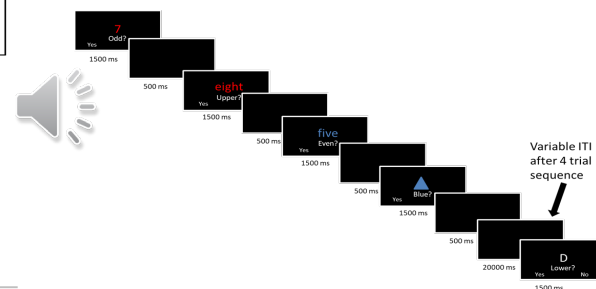 7
Odd?
Yes
1500 ms
500 ms
eight
Upper?
Yes
1500 ms
500 ms
five
Even?
Yes
1500 ms
500 ms
Blue?
Yes
1500 ms
500 ms
20000 ms
Variable ITI
after 4 trial
sequence
D
Lower?
Yes No
1500 ms